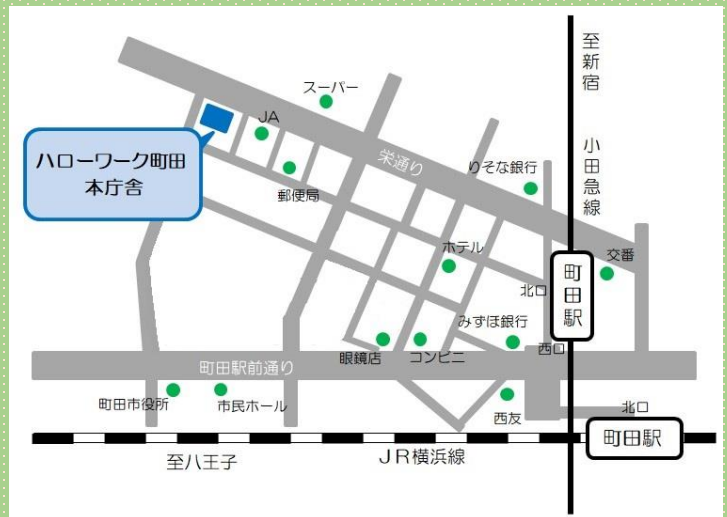 至新宿
小田急線
スーパー
JA
ハローワーク町田
本庁舎
栄通り
りそな銀行
郵便局
ホテル
交番
町田駅
北口
みずほ銀行
西口
眼鏡店
コンビニ
町田駅前通り
町田市役所
市民ホール
西友
北口
町田駅
至八王子
JR横浜線